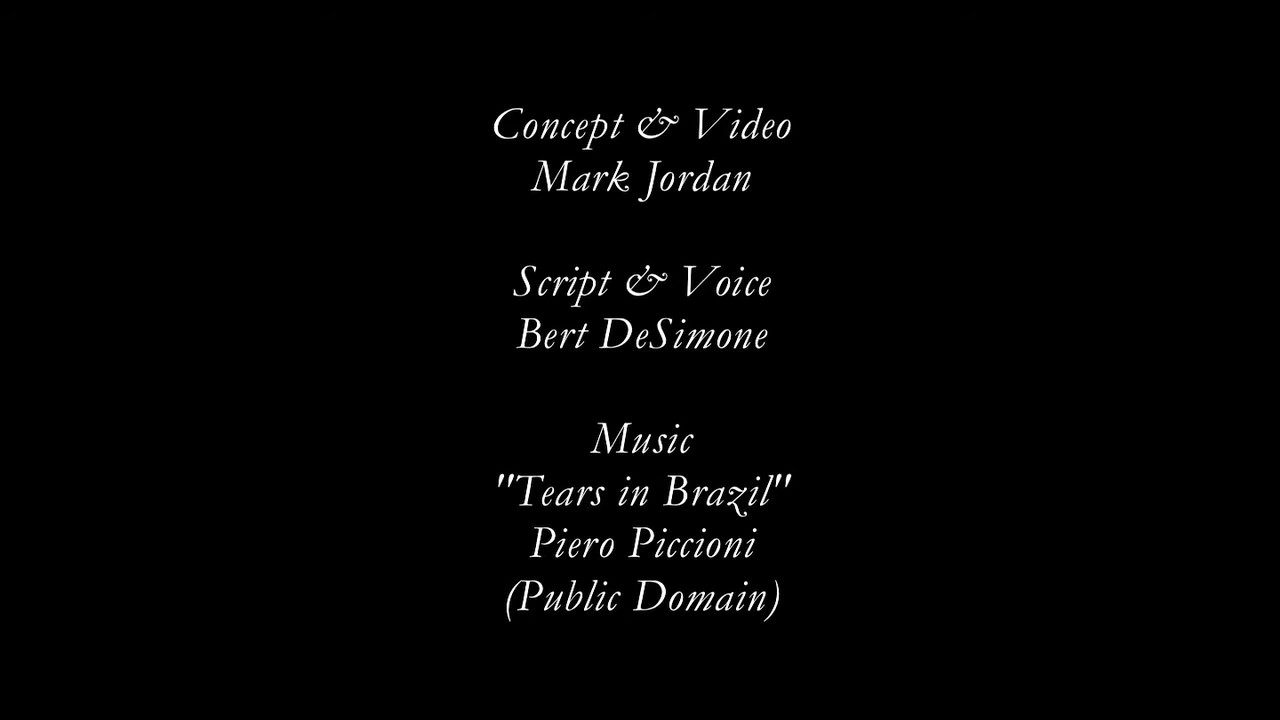 Concept & Video
Mark Jordan
Script & Voice
Bert DeSimone
Music
"Tears in Brazil"
Piero Piccioni
(Public Domain)